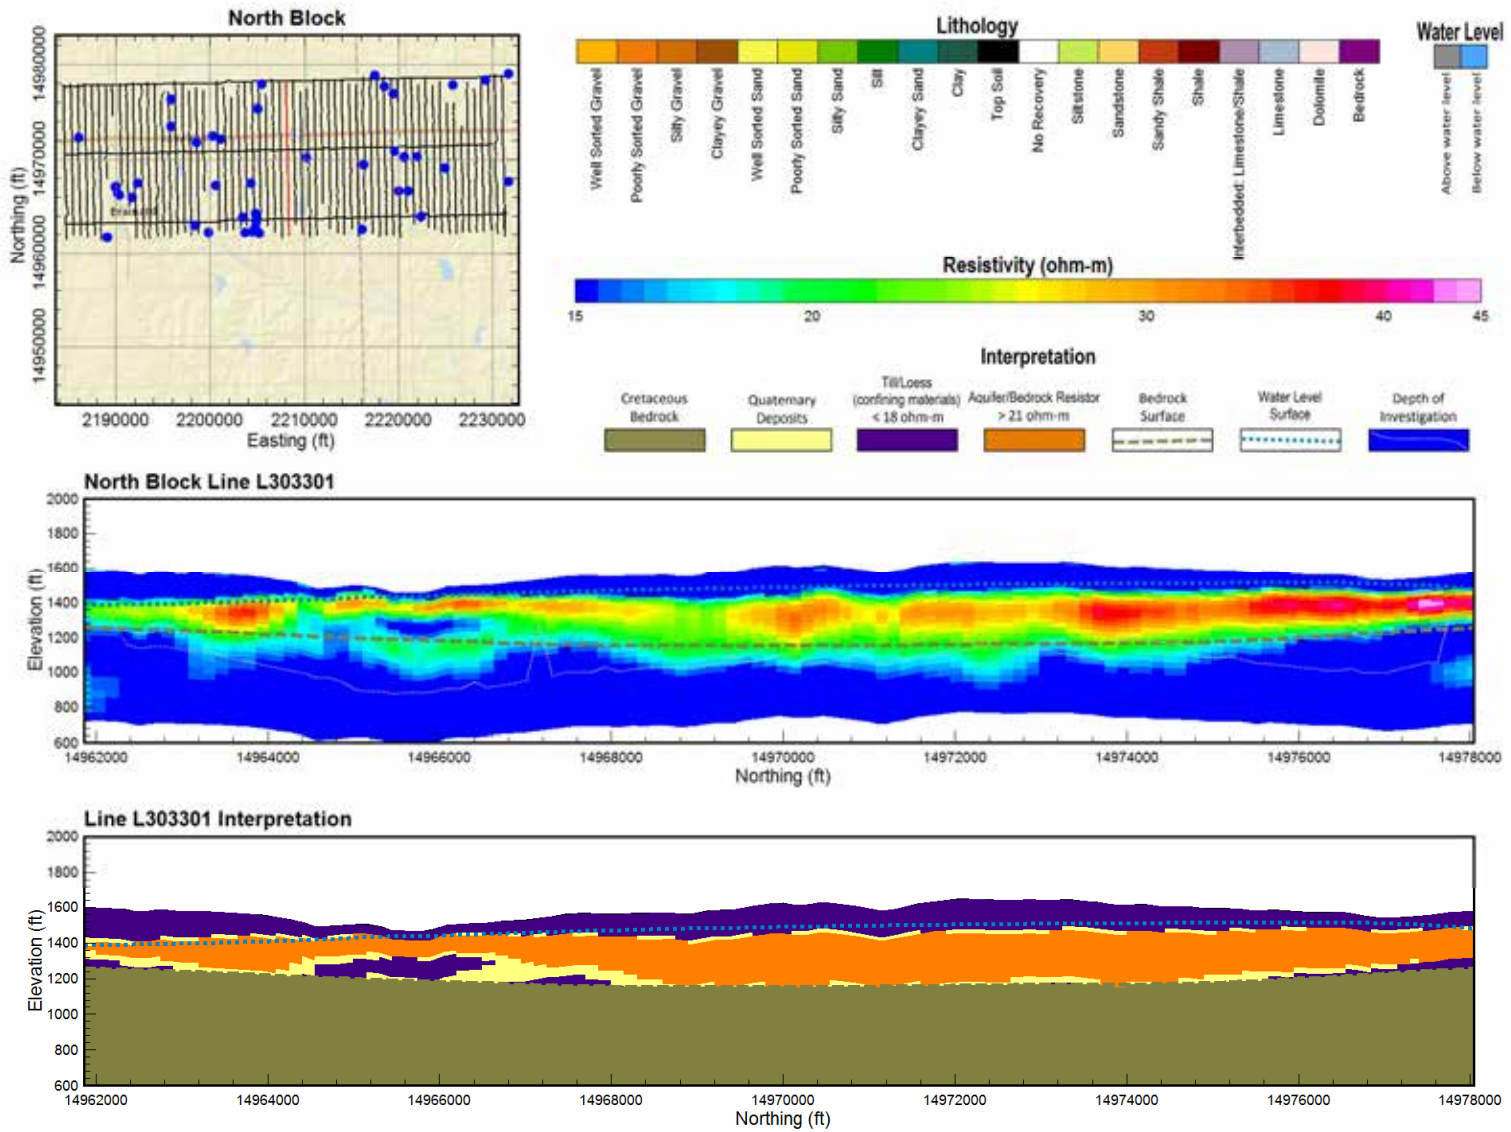 North Block
14980000
14970000
14960000
14950000
Northing (ft)
Brainard
2190000 2200000 2210000 2220000 2230000
Easting (ft)
Lithology
Well Sorted Gravel
Poorly Sorted Gravel
Silty Gravel
Clayey Gravel
Well Sorted Sand
Poorly Sorted Sand
Silty Sand
Silt
Clayey Sand
Clay
Top Soil
No Recovery
Siltstone
Sandstone
Sandy Shale
Shale
Interbedded: Limestone/Shale
Limestone
Dolomite
Bedrock
Water Level
Above water level
Below water level
Resistivity (ohm-m)
15 20 30 40 45
Interpretation
Cretaceous
Bedrock
Quaternary
Deposits
Till/Loess
(confining materials)
< 18 ohm-m
Aquifer/Bedrock Resistor
> 21 ohm-m
Bedrock
Surface
Water Level
Surface
Depth of
Investigation
North Block Line L303301
2000
1800
1600
1400
1200
1000
800
600
Elevation (ft)
14962000 14964000 14966000 14968000 14970000 14972000 14974000 14976000 14978000
Northing (ft)
Line L303301 Interpretation
2000
1800
1600
1400
1200
1000
800
600
Elevation (ft)
14962000 14964000 14966000 14968000 14970000 14972000 14974000 14976000 14978000
Northing (ft)